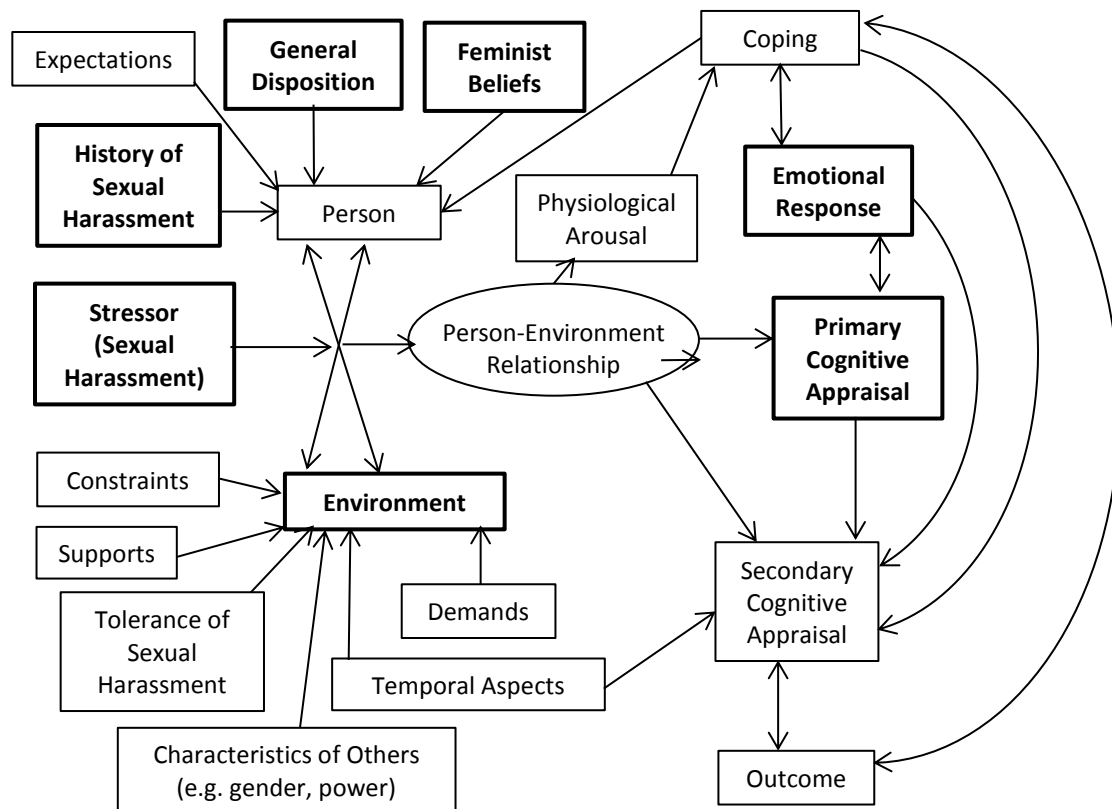 Expectations
General
Disposition
Feminist
Beliefs
Coping
History of
Sexual
Harassment
Person
Physiological
Arousal
Emotional
Response
Stressor
(Sexual
Harassment)
Person-Environment
Relationship
Primary
Cognitive
Appraisal
Constraints
Environment
Supports
Tolerance of
Sexual
Harassment
Demands
Secondary
Cognitive
Appraisal
Temporal Aspects
Characteristics of Others
(e.g. gender, power)
Outcome